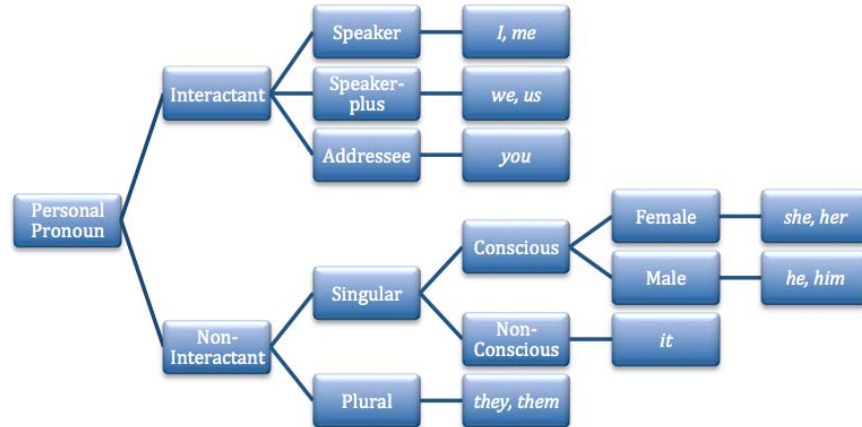 Speaker
I, me
Interactant
Speaker-
plus
we, us
Addressee
you
Personal
Pronoun
Female
she, her
Conscious
Male
he, him
Singular
Non-
Conscious
it
Non-
Interactant
Plural
they, them